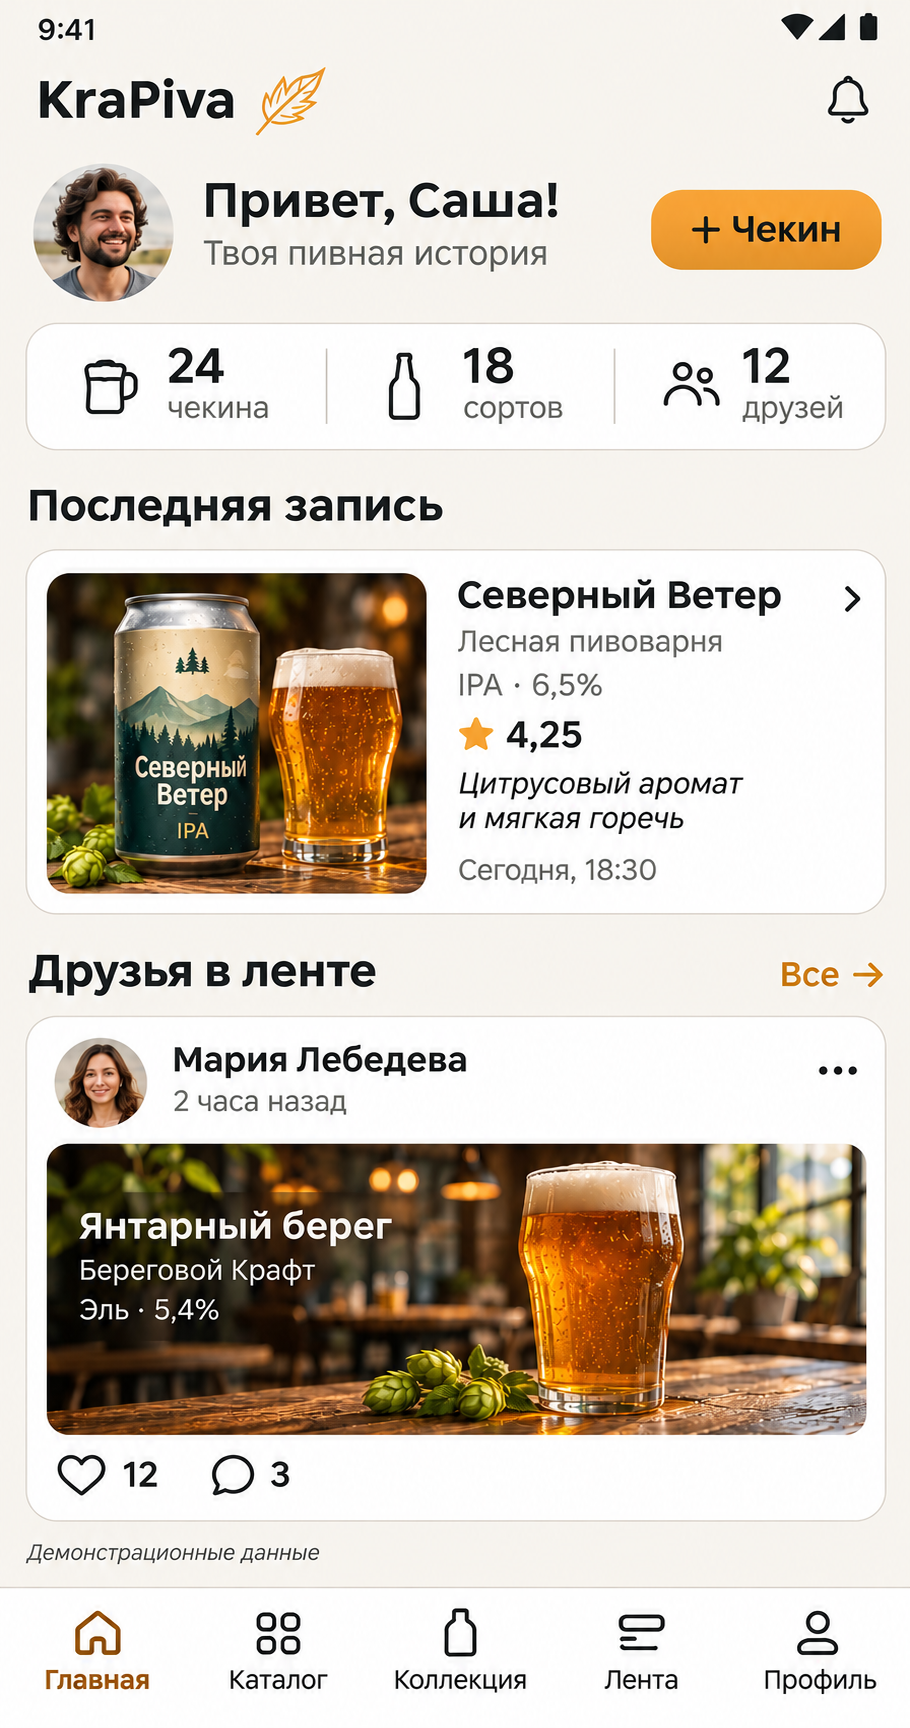 9:41
KraPiva
Привет, Саша!
Твоя пивная история
+ Чекин
24
чекина
18
сортов
12
друзей
Последняя запись
Северный
Ветер
IPA
Северный Ветер
Лесная пивоварня
IPA · 6,5%
4,25
Цитрусовый аромат
и мягкая горечь
Сегодня, 18:30
Друзья в ленте
Все →
Мария Лебедева
2 часа назад
Янтарный берег
Береговой Крафт
Эль · 5,4%
12
3
Демонстрационные данные
Главная
Каталог
Коллекция
Лента
Профиль